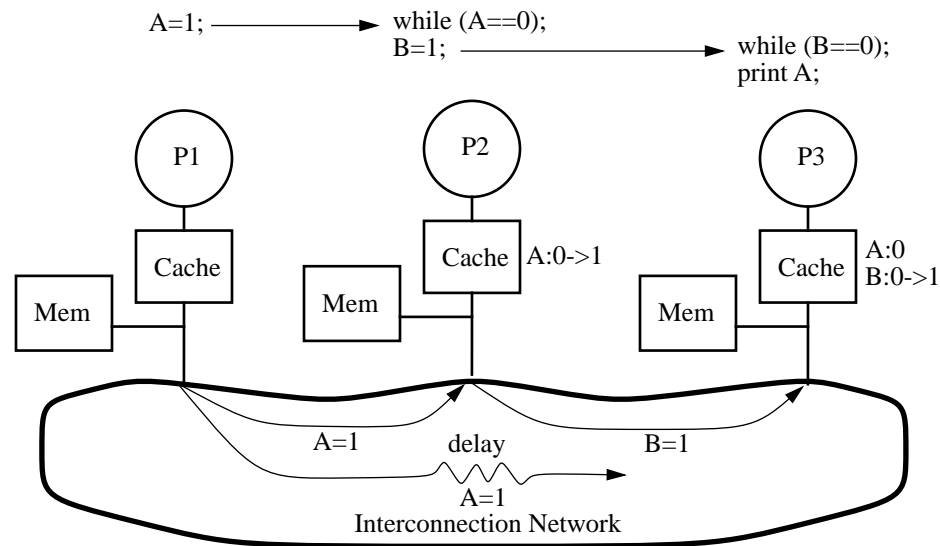 A=1;
while (A==0);
B=1;
while (B==0);
print A;
P1
P2
P3
Cache
Cache
A:0->1
Cache
A:0
B:0->1
Mem
Mem
Mem
A=1
delay
B=1
A=1
Interconnection Network